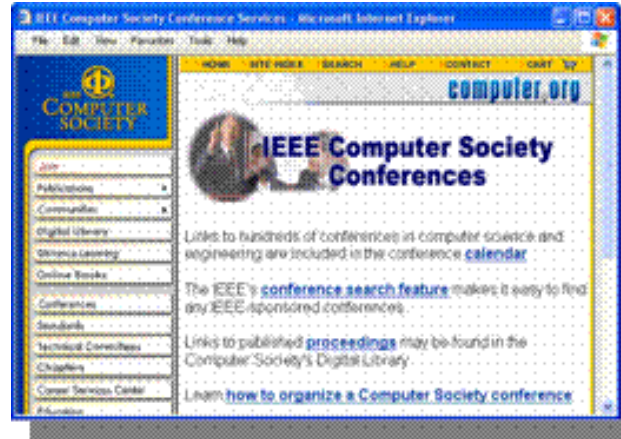 IEEE Computer Society Conference Services - Microsoft Internet Explorer
File Edit View Favorites Tools Help
HOME SITE INDEX SEARCH HELP CONTACT CART
computer.org
IEEE
COMPUTER
SOCIETY
IEEE Computer Society
Conferences
Join
Publications
Communities
Digital Library
Distance Learning
Online Books
Conferences
Standards
Technical Committees
Chapters
Career Services Center
Education
Links to hundreds of conferences in computer science and
engineering are included in the conference calendar
The IEEE's conference search feature makes it easy to find
any IEEE-sponsored conferences.
Links to published proceedings may be found in the
Computer Society's Digital Library
Learn how to organize a Computer Society conference